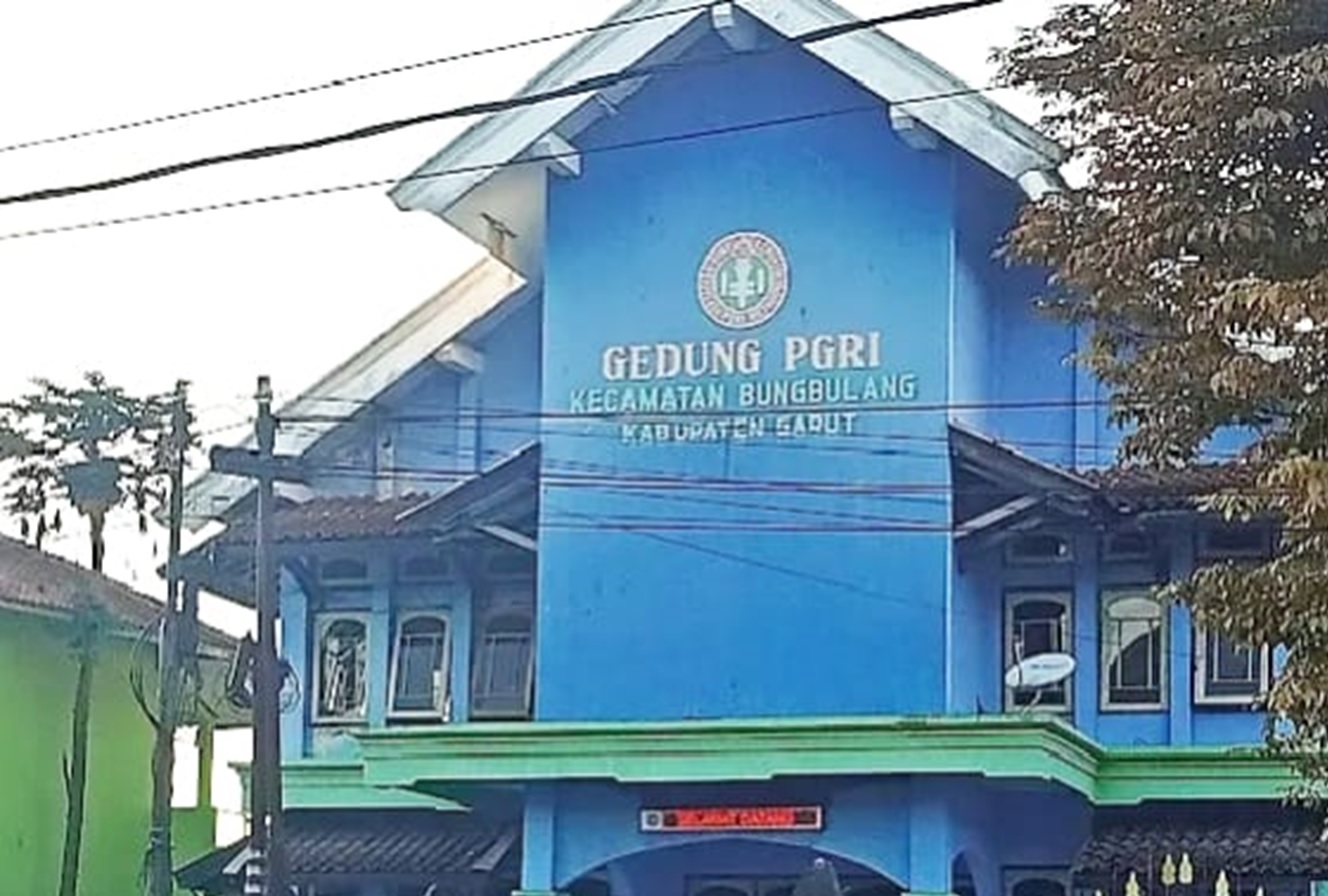 GEDUNG PGRI
KECAMATAN BUNGBULANG
KABUPATEN GARUT